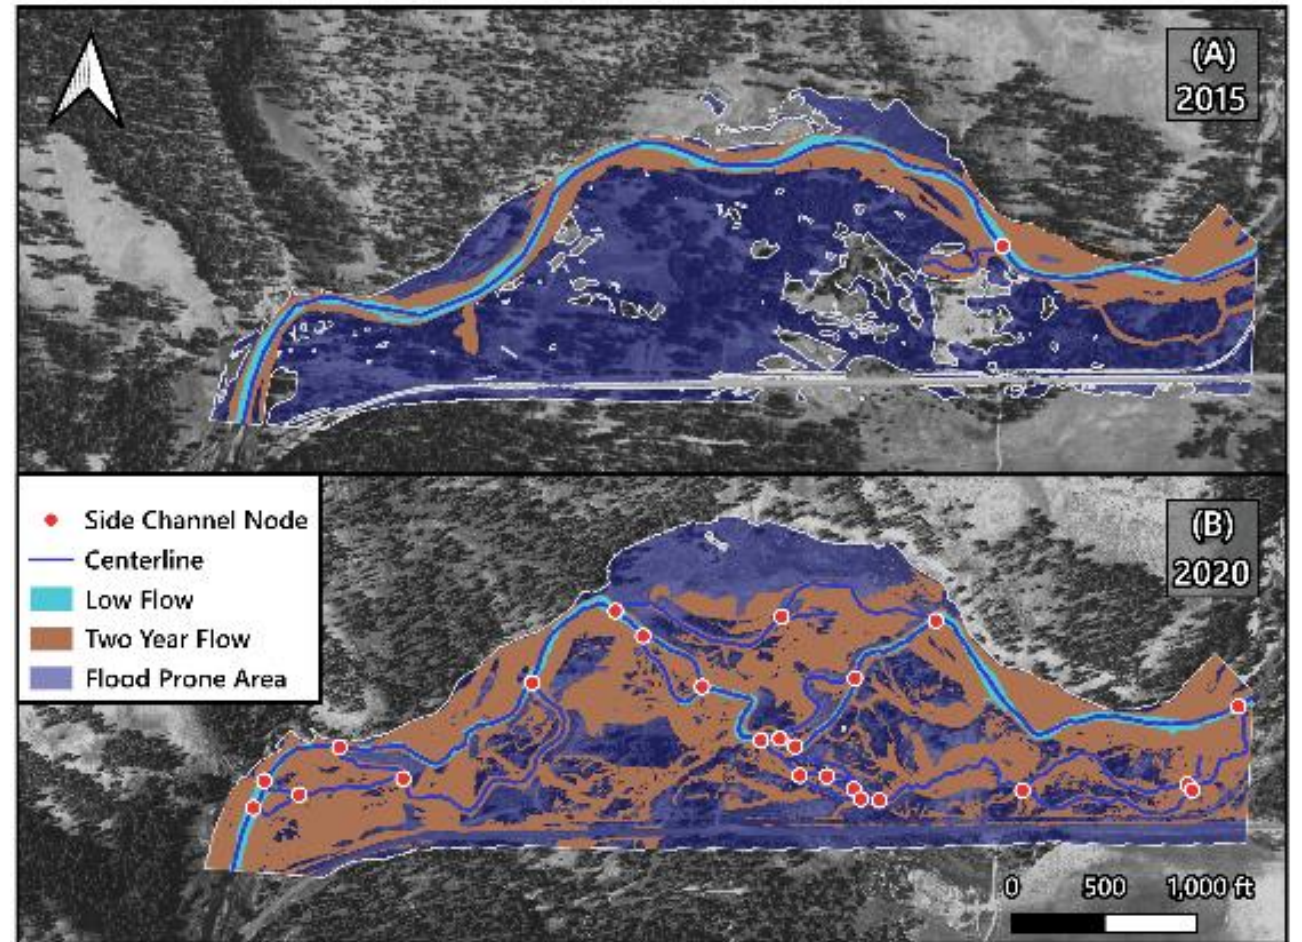 (A)
2015
Side Channel Node
Centerline
Low Flow
Two Year Flow
Flood Prone Area
(B)
2020
0 500 1,000 ft